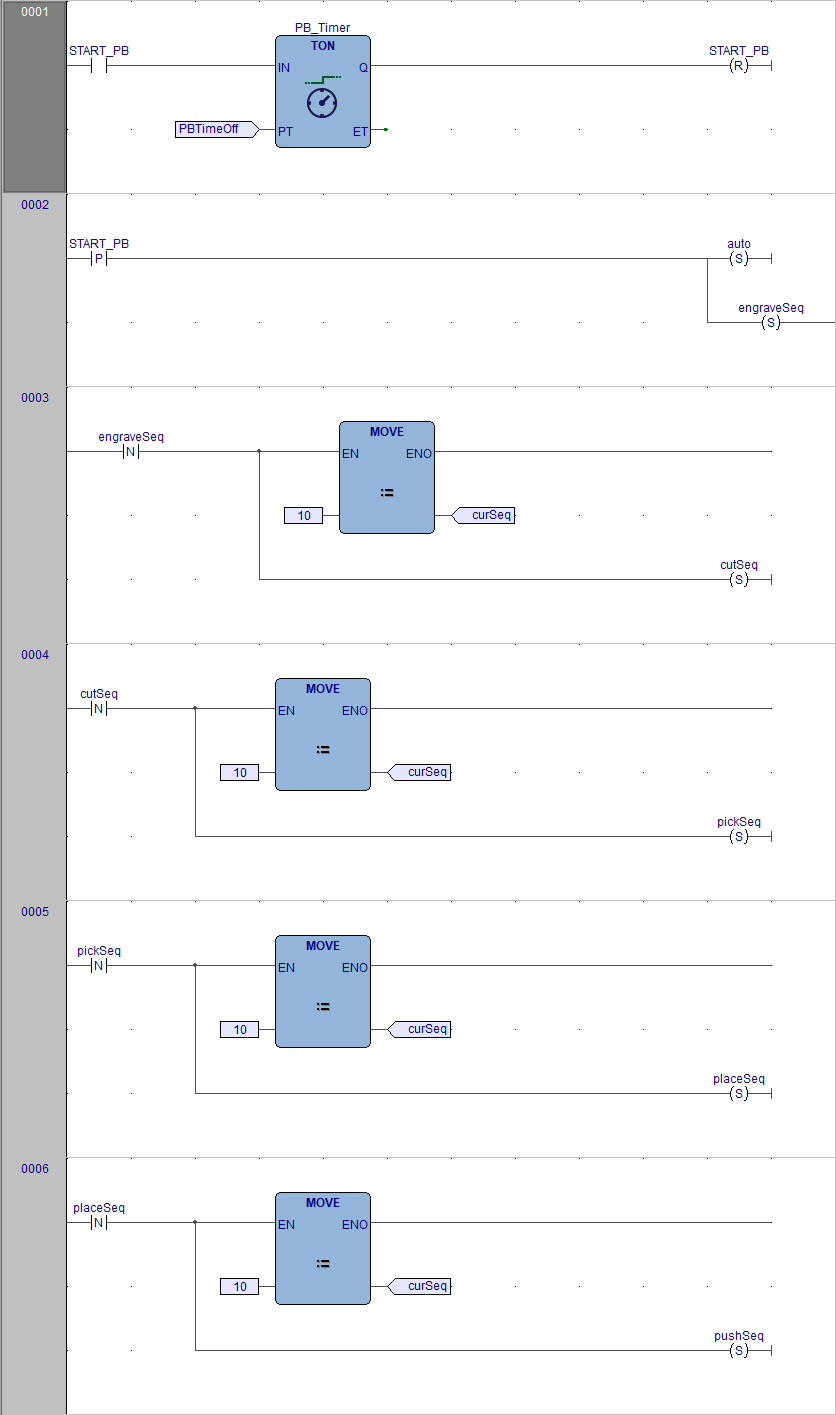 0001
PB_Timer
START_PB
TON
START_PB
IN
Q
R
PBTimeOff
PT
ET
0002
START_PB
auto
P
S
engraveSeq
S
0003
engraveSeq
MOVE
N
EN
ENO
:=
10
curSeq
cutSeq
S
0004
cutSeq
MOVE
N
EN
ENO
:=
10
curSeq
pickSeq
S
0005
pickSeq
MOVE
N
EN
ENO
:=
10
curSeq
placeSeq
S
0006
placeSeq
MOVE
N
EN
ENO
:=
10
curSeq
pushSeq
S